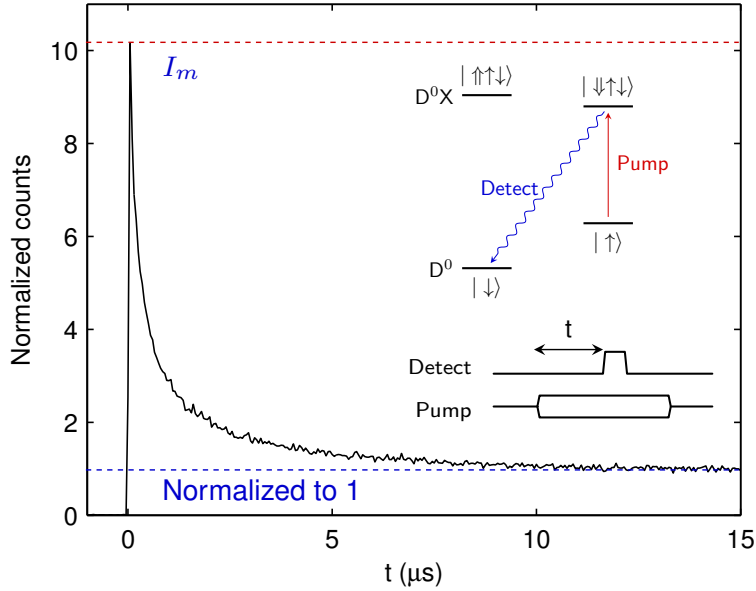 Normalized counts
10
8
6
4
2
0
0
5
10
15
t (μs)
I_m
Normalized to 1
D⁰X
| ⇑↑↓⟩
| ⇓↑↓⟩
Pump
Detect
| ↑⟩
D⁰
| ↓⟩
t
Detect
Pump